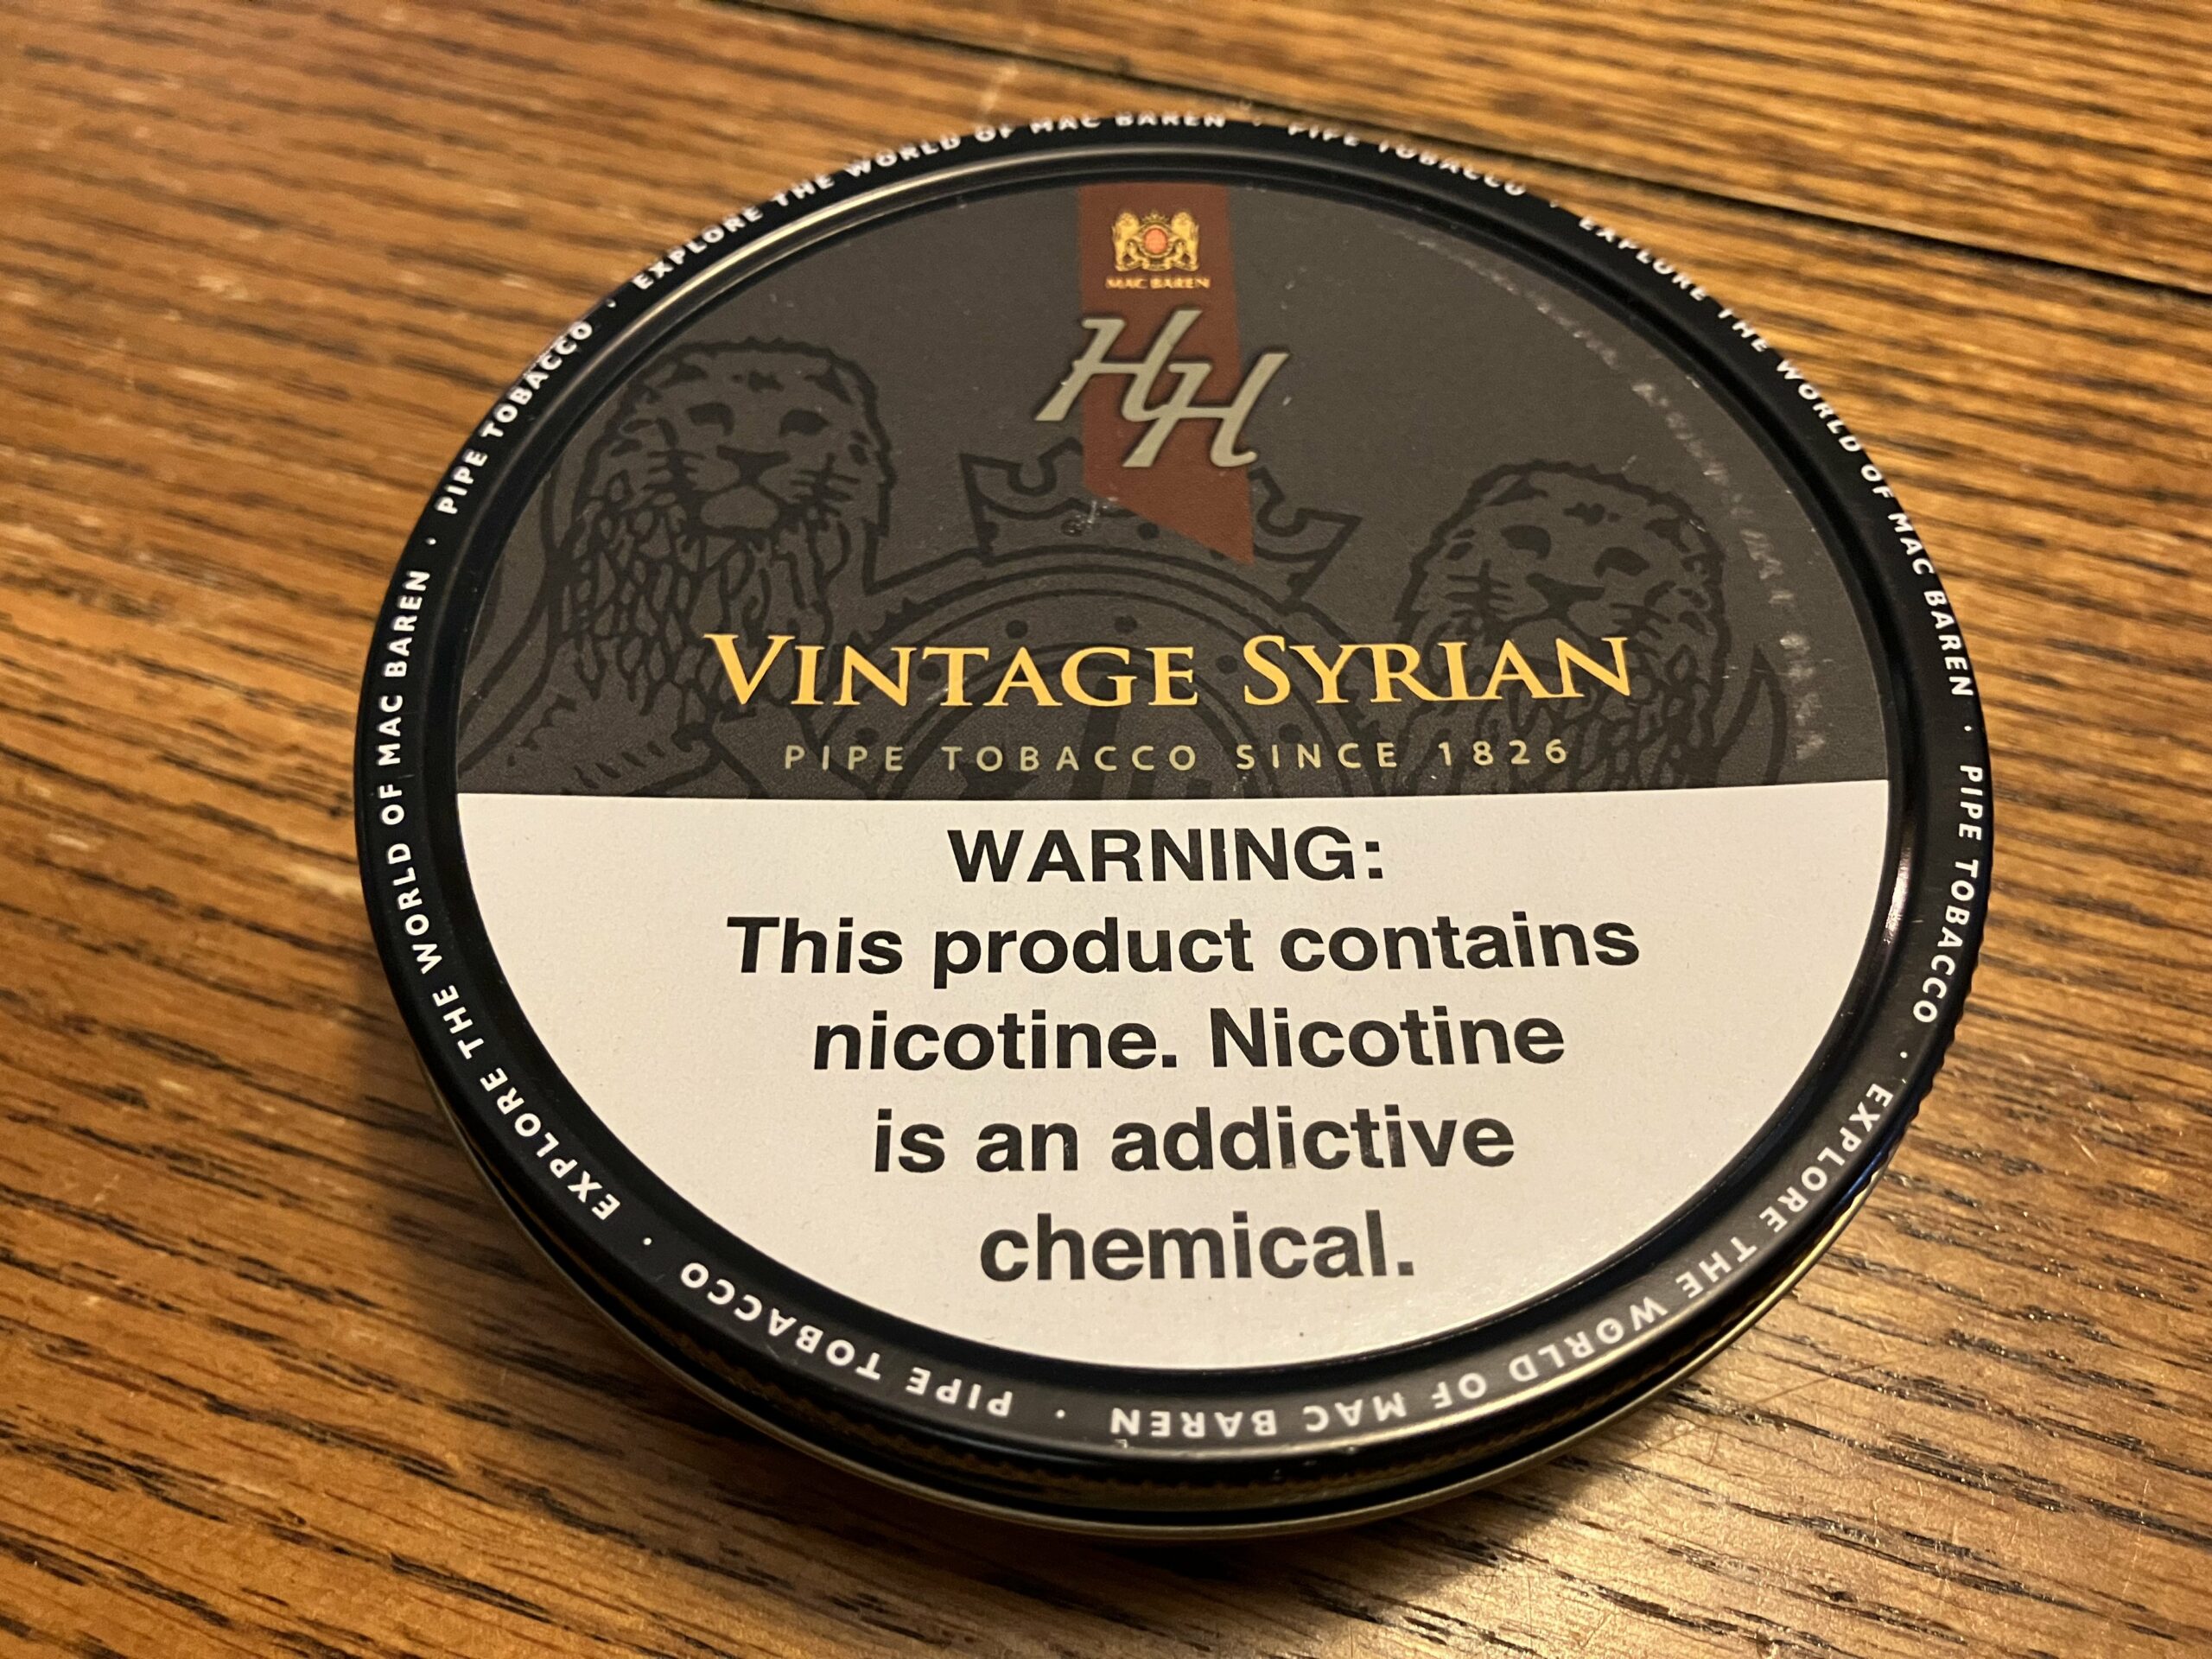 MAC BAREN
HH
VINTAGE SYRIAN
PIPE TOBACCO SINCE 1826
WARNING:
This product contains
nicotine. Nicotine
is an addictive
chemical.
EXPLORE THE WORLD OF MAC BAREN · PIPE TOBACCO · EXPLORE THE WORLD OF MAC BAREN · PIPE TOBACCO · EXPLORE THE WORLD OF MAC BAREN · PIPE TOBACCO · EXPLORE THE WORLD OF MAC BAREN · PIPE TOBACCO ·